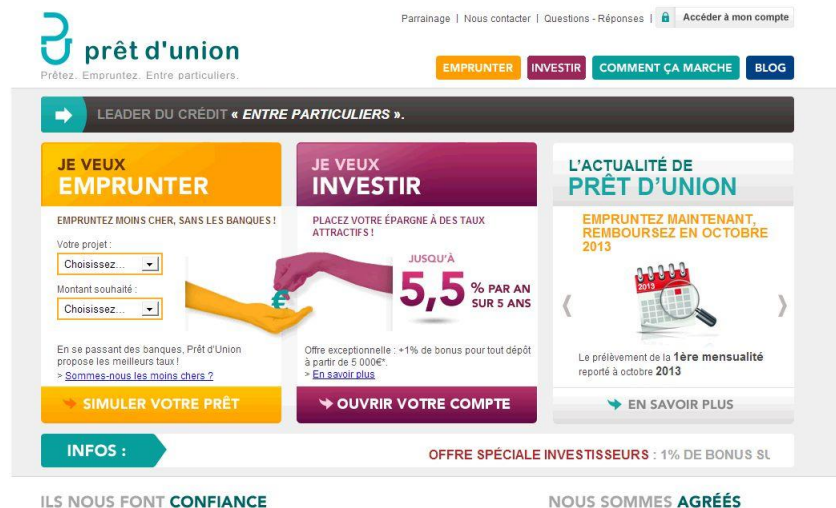 Parrainage | Nous contacter | Questions - Réponses | Accéder à mon compte
prêt d'union
Prêtez. Empruntez. Entre particuliers.
EMPRUNTER INVESTIR COMMENT ÇA MARCHE BLOG
LEADER DU CRÉDIT « ENTRE PARTICULIERS ».
JE VEUX
EMPRUNTER
EMPRUNTEZ MOINS CHER, SANS LES BANQUES !
Votre projet :
Choisissez...
Montant souhaité :
Choisissez...
€
En se passant des banques, Prêt d'Union
propose les meilleurs taux !
> Sommes-nous les moins chers ?
SIMULER VOTRE PRÊT
JE VEUX
INVESTIR
PLACEZ VOTRE ÉPARGNE À DES TAUX
ATTRACTIFS !
JUSQU'À
5,5 % PAR AN
SUR 5 ANS
Offre exceptionnelle : +1% de bonus pour tout dépôt
à partir de 5 000€*.
> En savoir plus
OUVRIR VOTRE COMPTE
L'ACTUALITÉ DE
PRÊT D'UNION
EMPRUNTEZ MAINTENANT,
REMBOURSEZ EN OCTOBRE
2013
2013
Le prélèvement de la 1ère mensualité
reporté à octobre 2013
EN SAVOIR PLUS
INFOS :
OFFRE SPÉCIALE INVESTISSEURS : 1% DE BONUS SU
ILS NOUS FONT CONFIANCE
NOUS SOMMES AGRÉÉS